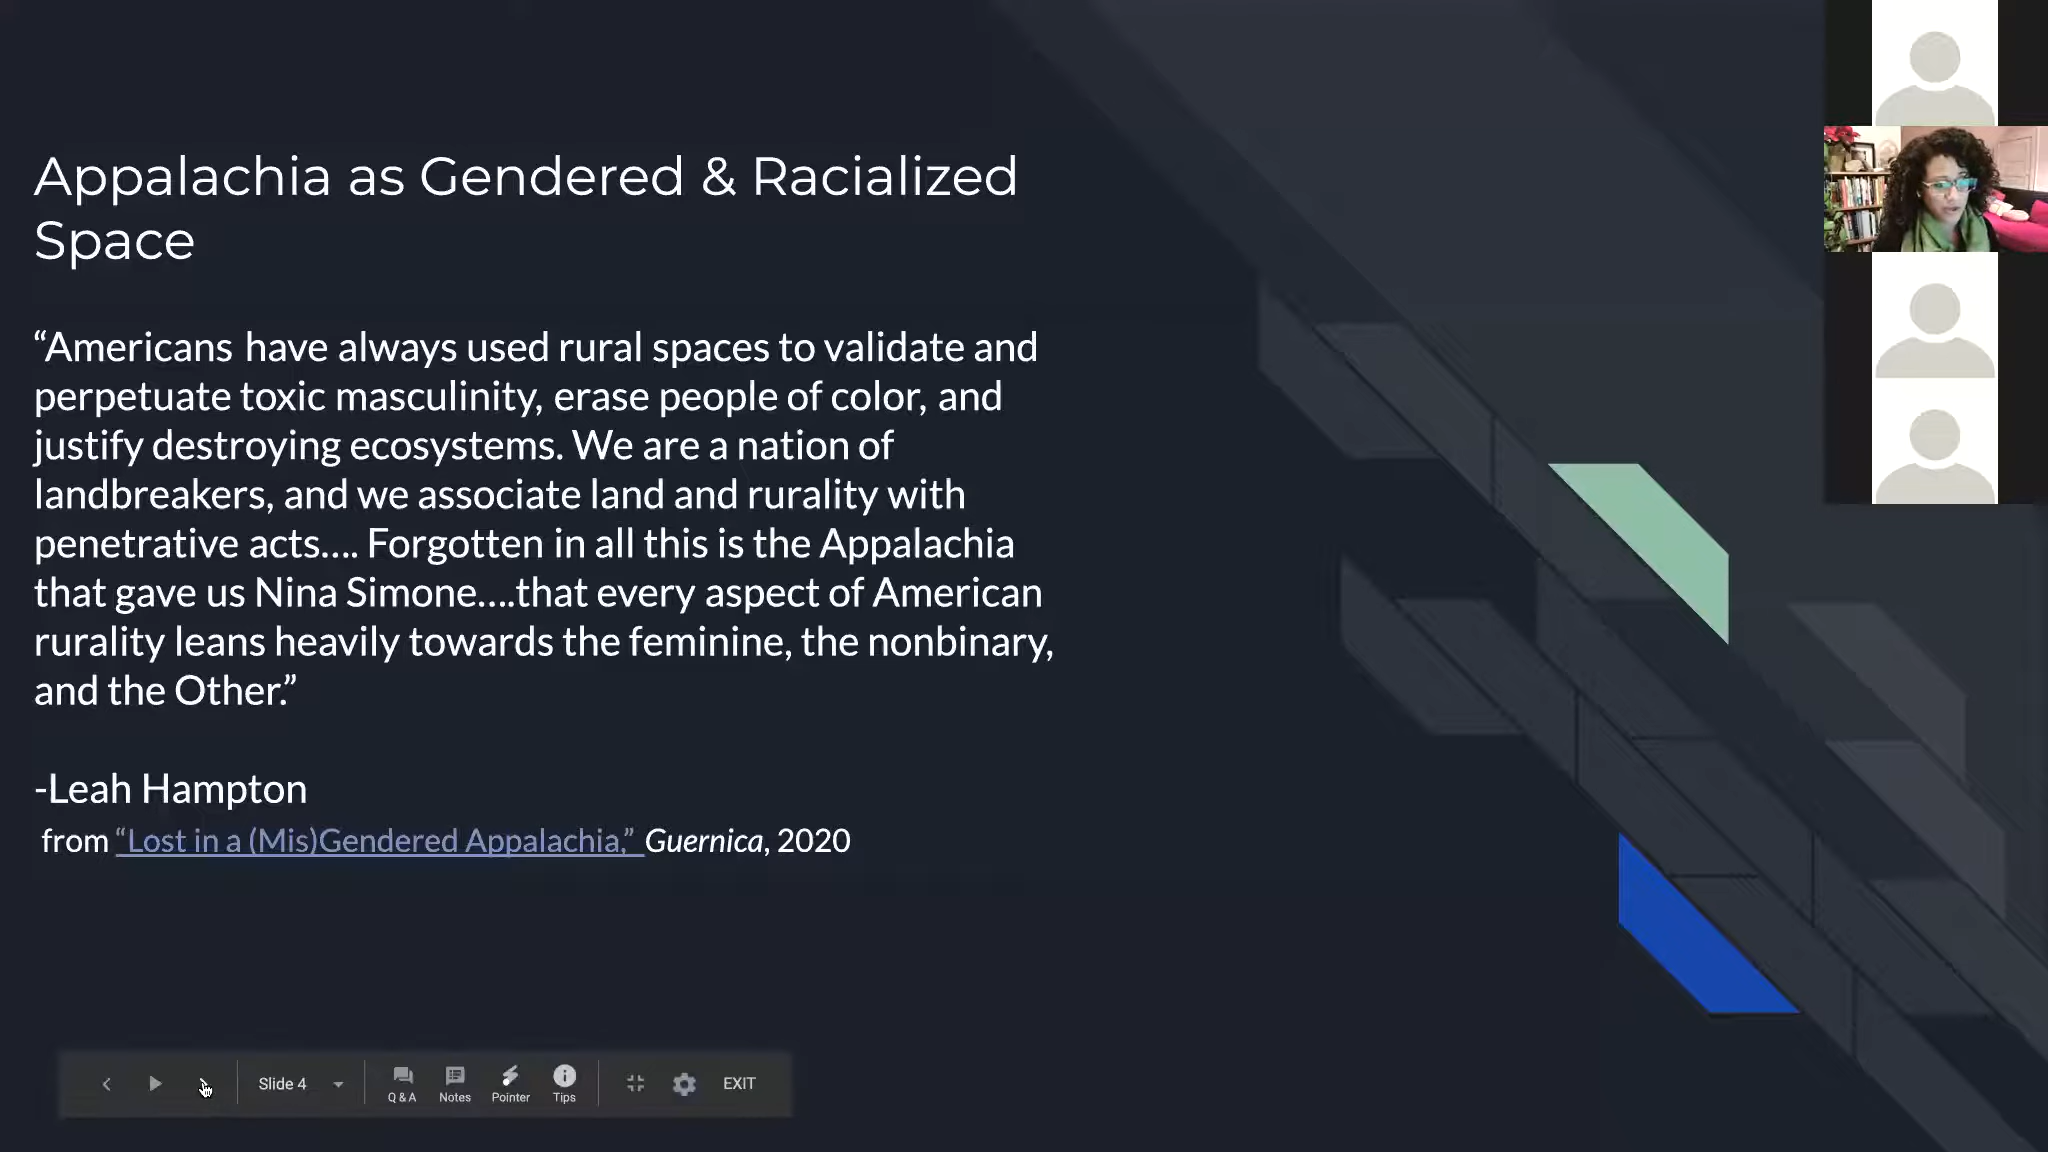 Appalachia as Gendered & Racialized
Space
“Americans have always used rural spaces to validate and
perpetuate toxic masculinity, erase people of color, and
justify destroying ecosystems. We are a nation of
landbreakers, and we associate land and rurality with
penetrative acts.... Forgotten in all this is the Appalachia
that gave us Nina Simone....that every aspect of American
rurality leans heavily towards the feminine, the nonbinary,
and the Other.”
-Leah Hampton
from “Lost in a (Mis)Gendered Appalachia,” Guernica, 2020
Slide 4
Q & A
Notes
Pointer
Tips
EXIT